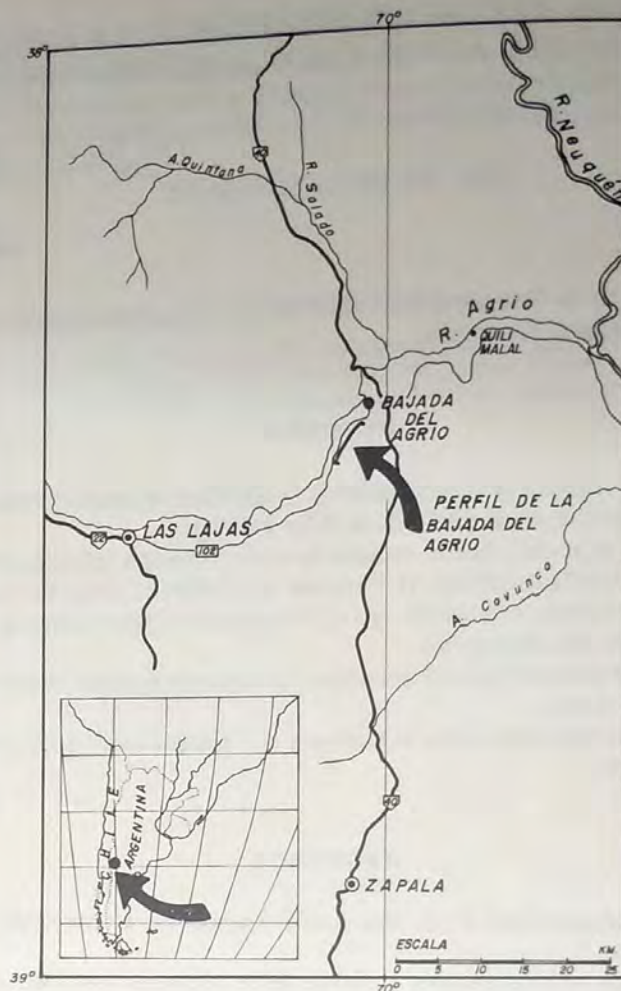 70°
38°
R. Neuquén
40
A. Quintana
R. Salado
R. Agrio
QUILI
MALAL
BAJADA
DEL
AGRIO
PERFIL DE LA
BAJADA DEL
AGRIO
LAS LAJAS
22
108
A. Covunco
CHILE
ARGENTINA
40
ZAPALA
ESCALA
KM.
0 5 10 15 20 25
39°
70°